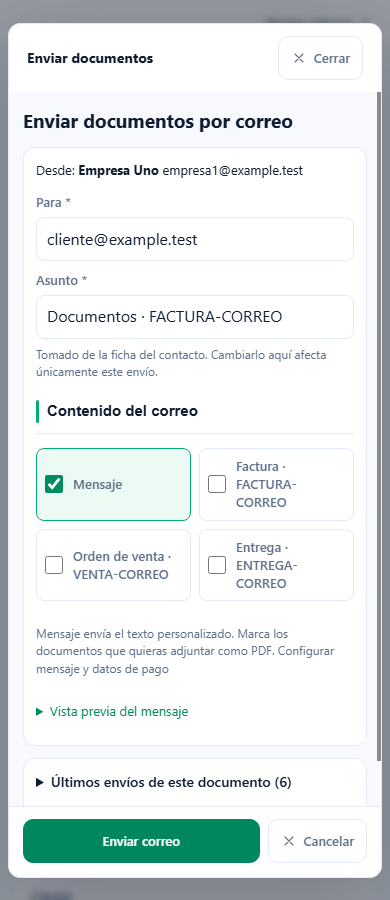 Enviar documentos
Cerrar
Enviar documentos por correo
Desde: Empresa Uno empresa1@example.test
Para *
cliente@example.test
Asunto *
Documentos · FACTURA-CORREO
Tomado de la ficha del contacto. Cambiarlo aquí afecta
únicamente este envío.
Contenido del correo
Mensaje
Factura ·
FACTURA-
CORREO
Orden de venta ·
VENTA-CORREO
Entrega ·
ENTREGA-
CORREO
Mensaje envía el texto personalizado. Marca los
documentos que quieras adjuntar como PDF. Configurar
mensaje y datos de pago
Vista previa del mensaje
Últimos envíos de este documento (6)
Enviar correo
Cancelar